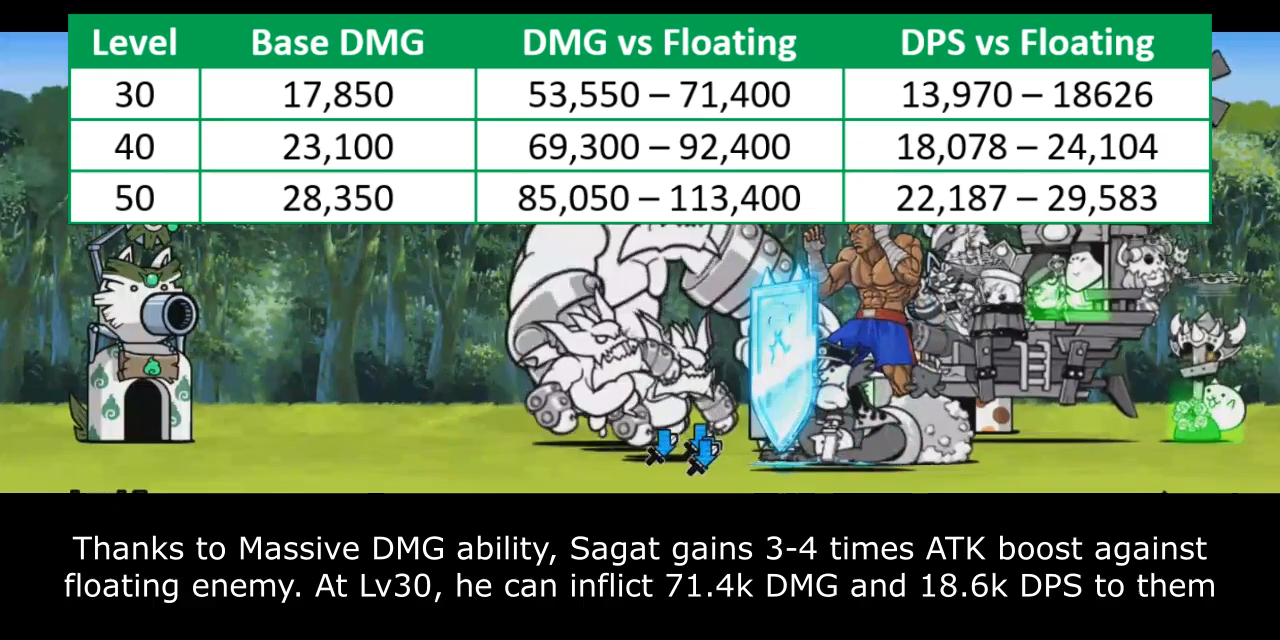 Level Base DMG DMG vs Floating DPS vs Floating
30 17,850 53,550 – 71,400 13,970 – 18626
40 23,100 69,300 – 92,400 18,078 – 24,104
50 28,350 85,050 – 113,400 22,187 – 29,583
Thanks to Massive DMG ability, Sagat gains 3-4 times ATK boost against
floating enemy. At Lv30, he can inflict 71.4k DMG and 18.6k DPS to them